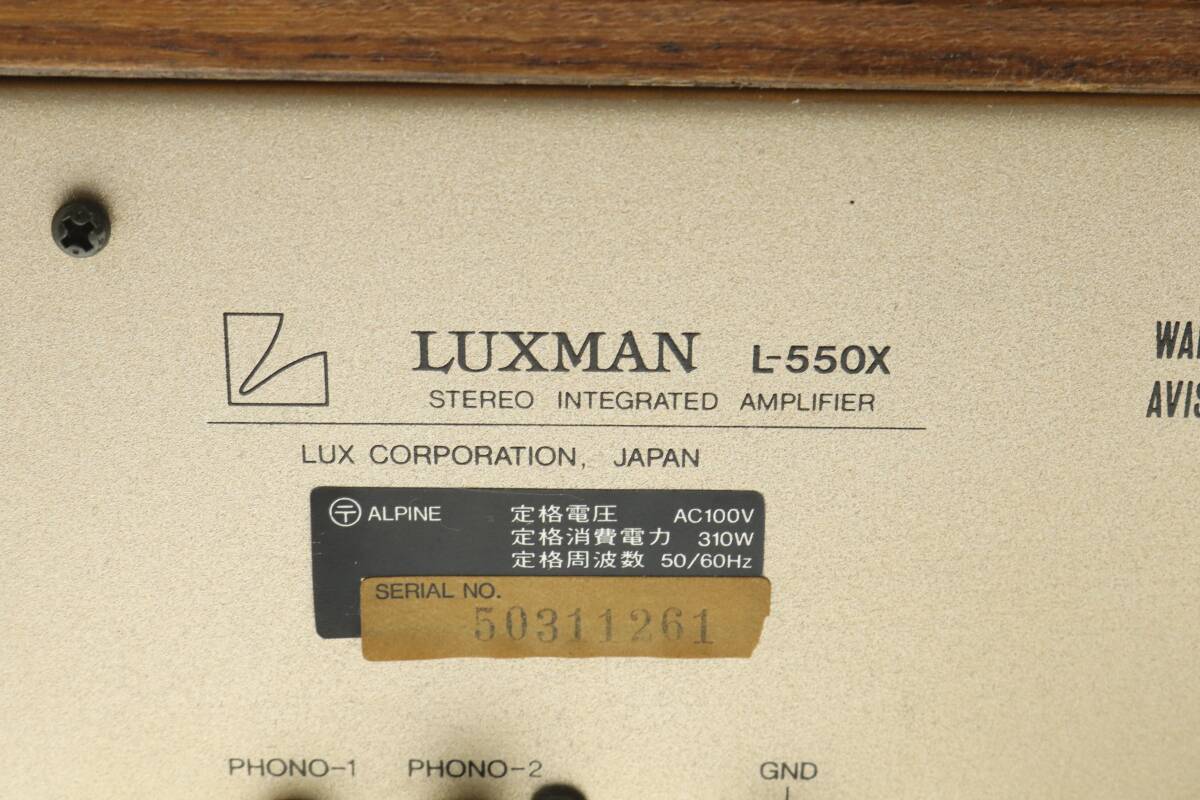 LUXMAN L-550X
STEREO INTEGRATED AMPLIFIER
LUX CORPORATION, JAPAN
〒 ALPINE 定格電圧 AC100V
定格消費電力 310W
定格周波数 50/60Hz
SERIAL NO.
50311261
PHONO-1 PHONO-2 GND